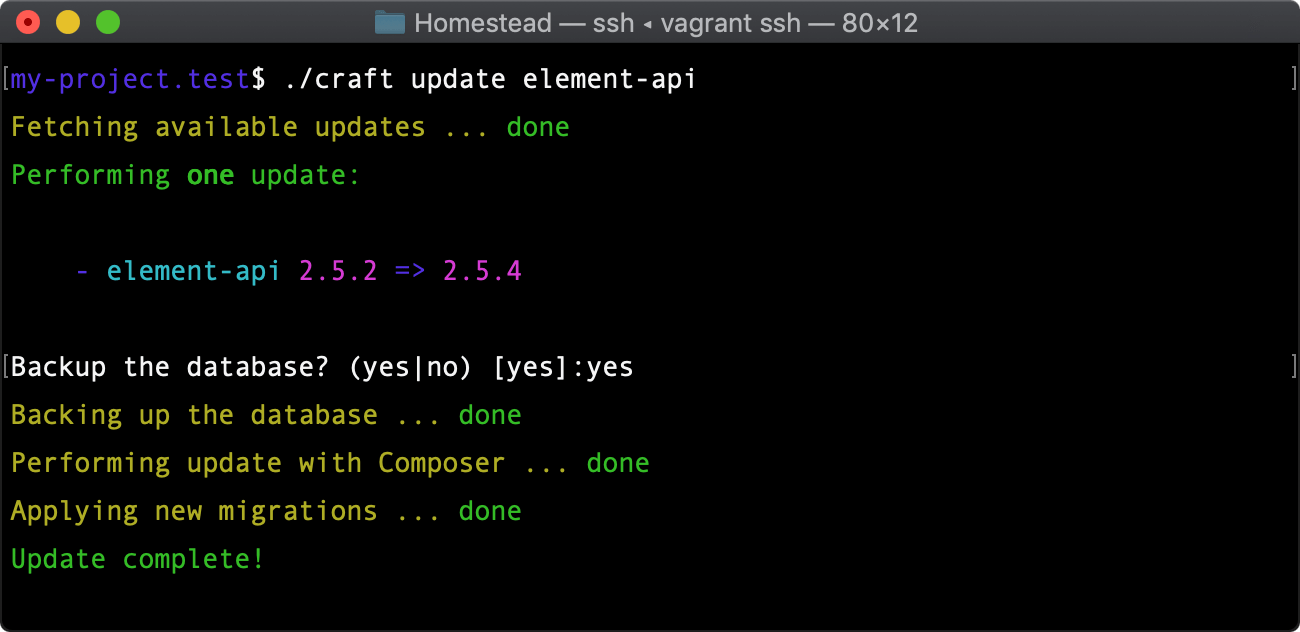 Homestead — ssh ◂ vagrant ssh — 80×12
[my-project.test$ ./craft update element-api ]
Fetching available updates ... done
Performing one update:
- element-api 2.5.2 => 2.5.4
[Backup the database? (yes|no) [yes]:yes ]
Backing up the database ... done
Performing update with Composer ... done
Applying new migrations ... done
Update complete!